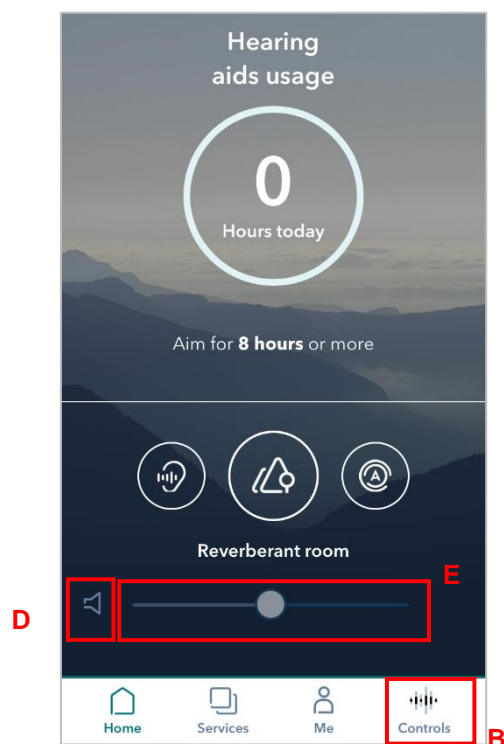 Hearing
aids usage
0
Hours today
Aim for 8 hours or more
A
Reverberant room
E
D
Home Services Me Controls
B